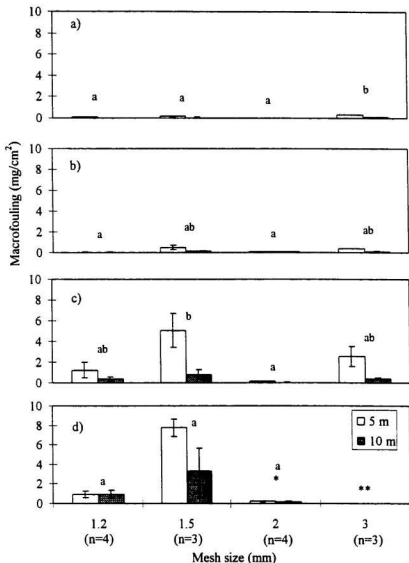 a)
10
8
6
4
2
0
a a a b
b)
10
8
6
4
2
0
a ab a ab
c)
10
8
6
4
2
0
ab b a ab
d)
10
8
6
4
2
0
a a a
* **
5 m
10 m
Macrofouling (mg/cm²)
1.2 1.5 2 3
(n=4) (n=3) (n=4) (n=3)
Mesh size (mm)